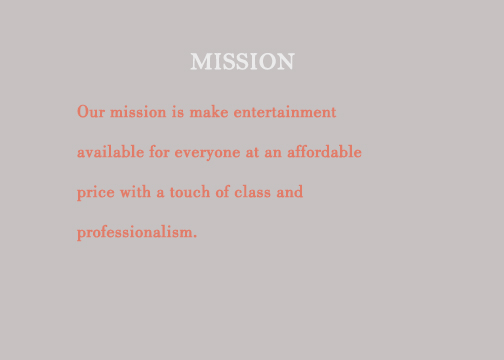 MISSION
Our mission is make entertainment
available for everyone at an affordable
price with a touch of class and
professionalism.